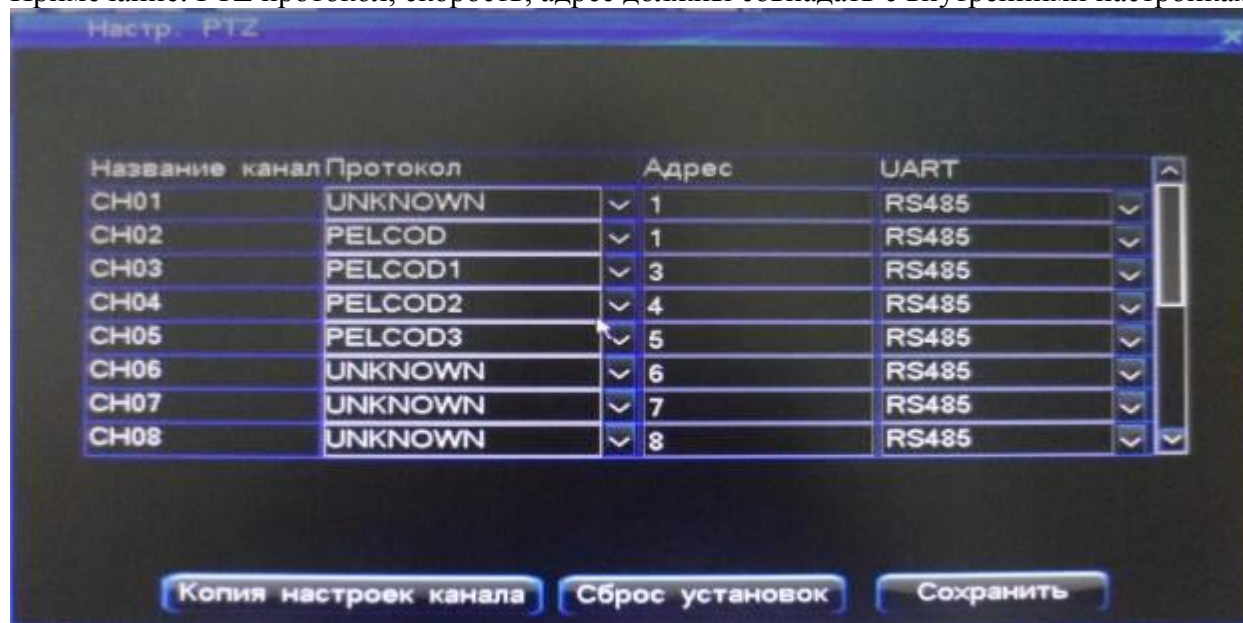 Настр. PTZ
Название канал Протокол Адрес UART
CH01 UNKNOWN 1 RS485
CH02 PELCOD 1 RS485
CH03 PELCOD1 3 RS485
CH04 PELCOD2 4 RS485
CH05 PELCOD3 5 RS485
CH06 UNKNOWN 6 RS485
CH07 UNKNOWN 7 RS485
CH08 UNKNOWN 8 RS485
Копия настроек канала Сброс установок Сохранить